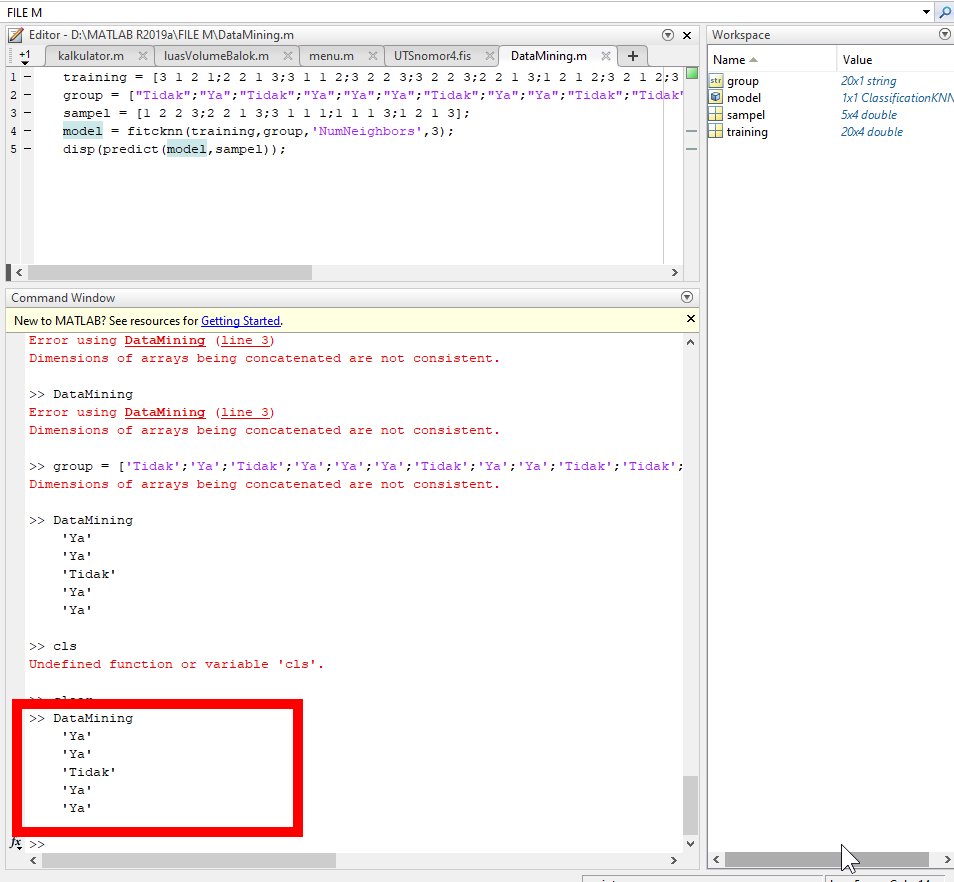 FILE M
Editor - D:\MATLAB R2019a\FILE M\DataMining.m
+1 kalkulator.m luasVolumeBalok.m menu.m UTSnomor4.fis DataMining.m
1 training = [3 1 2 1;2 2 1 3;3 1 1 2;3 2 2 3;3 2 2 3;2 2 1 3;1 2 1 2;3 2 1 2;3
2 group = ["Tidak";"Ya";"Tidak";"Ya";"Ya";"Ya";"Tidak";"Ya";"Ya";"Tidak";"Tidak"
3 sampel = [1 2 2 3;2 2 1 3;3 1 1 1;1 1 1 3;1 2 1 3];
4 model = fitcknn(training,group,'NumNeighbors',3);
5 disp(predict(model,sampel));
Command Window
New to MATLAB? See resources for Getting Started.
Error using DataMining (line 3)
Dimensions of arrays being concatenated are not consistent.
>> DataMining
Error using DataMining (line 3)
Dimensions of arrays being concatenated are not consistent.
>> group = ['Tidak';'Ya';'Tidak';'Ya';'Ya';'Ya';'Tidak';'Ya';'Ya';'Tidak';'Tidak';
Dimensions of arrays being concatenated are not consistent.
>> DataMining
'Ya'
'Ya'
'Tidak'
'Ya'
'Ya'
>> cls
Undefined function or variable 'cls'.
>> DataMining
'Ya'
'Ya'
'Tidak'
'Ya'
'Ya'
fx >>
Workspace
Name Value
group 20x1 string
model 1x1 ClassificationKNN
sampel 5x4 double
training 20x4 double